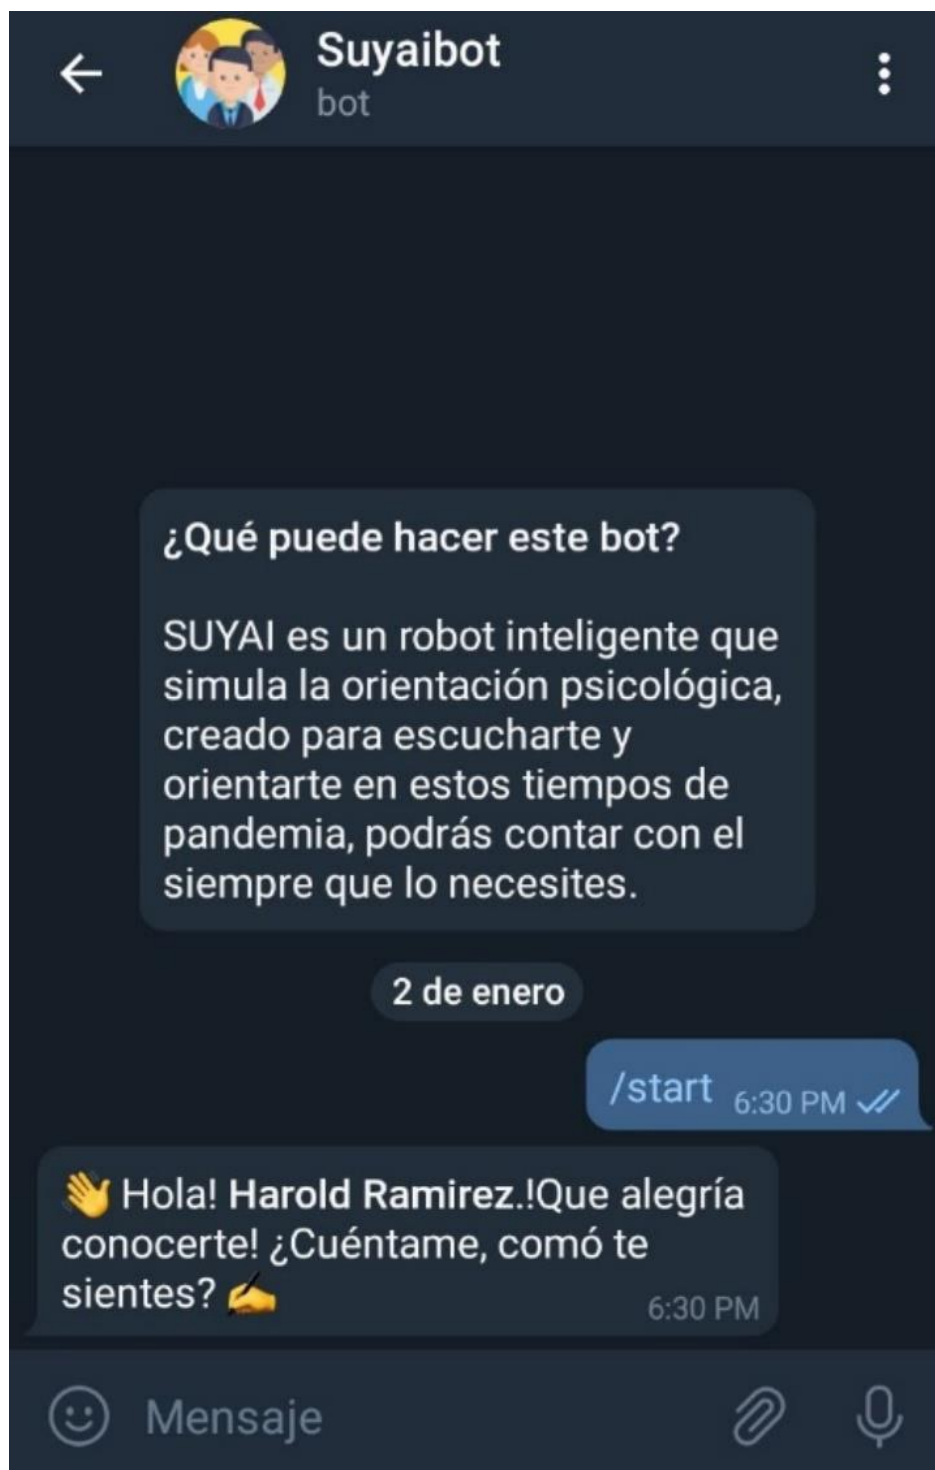 Suyaibot
bot
¿Qué puede hacer este bot?
SUYAI es un robot inteligente que
simula la orientación psicológica,
creado para escucharte y
orientarte en estos tiempos de
pandemia, podrás contar con el
siempre que lo necesites.
2 de enero
/start 6:30 PM
👋 Hola! Harold Ramirez.!Que alegría
conocerte! ¿Cuéntame, comó te
sientes? ✍️ 6:30 PM
Mensaje